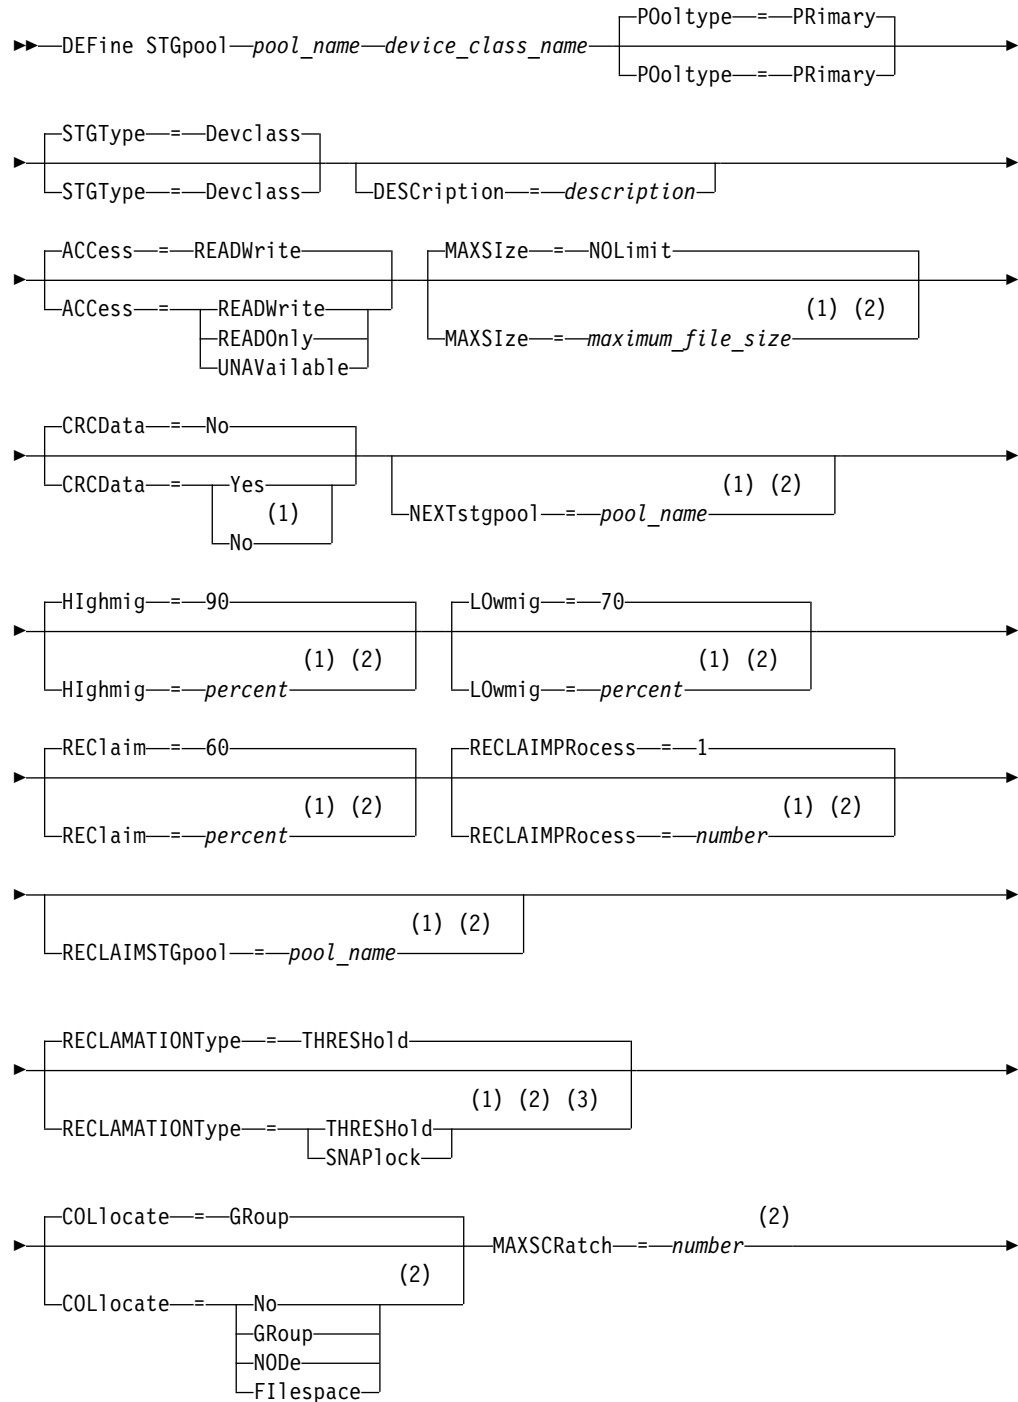 POoltype = PRimary
DEFine STGpool pool_name device_class_name
POoltype = PRimary
STGType = Devclass
STGType = Devclass
DESCription = description
ACCess = READWrite
ACCess = READWrite
READOnly
UNAVailable
MAXSIze = NOLimit
(1) (2)
MAXSIze = maximum_file_size
CRCData = No
CRCData = Yes
(1)
No
(1) (2)
NEXTstgpool = pool_name
HIghmig = 90
(1) (2)
HIghmig = percent
LOwmig = 70
(1) (2)
LOwmig = percent
REClaim = 60
(1) (2)
REClaim = percent
RECLAIMPRocess = 1
(1) (2)
RECLAIMPRocess = number
(1) (2)
RECLAIMSTGpool = pool_name
RECLAMATIONType = THRESHold
(1) (2) (3)
RECLAMATIONType = THRESHold
SNAPlock
COLlocate = GRoup
(2)
COLlocate = No
GRoup
NODe
FIlespace
(2)
MAXSCRatch = number